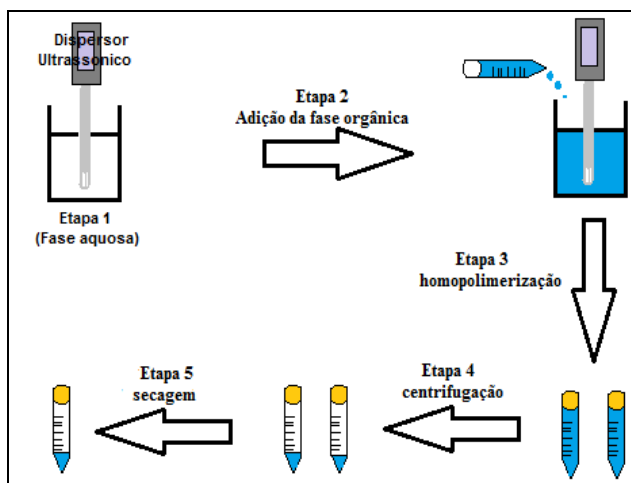 Dispersor
Ultrassônico
Etapa 2
Adição da fase orgânica
Etapa 1
(Fase aquosa)
Etapa 3
homopolimerização
Etapa 4
centrifugação
Etapa 5
secagem